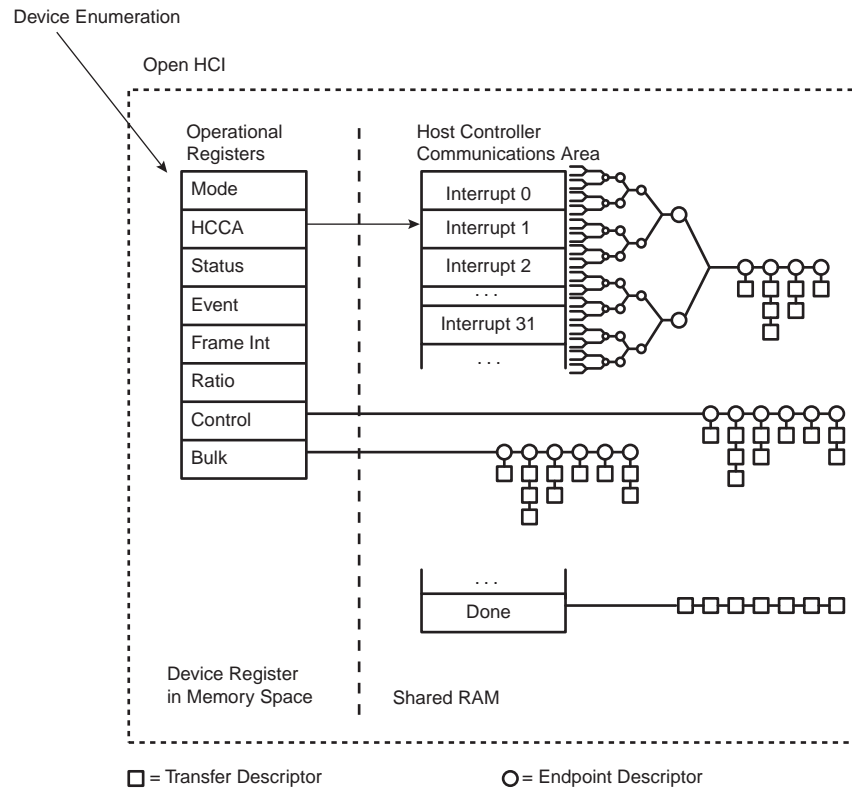 Device Enumeration
Open HCI
Operational
Registers
Mode
HCCA
Status
Event
Frame Int
Ratio
Control
Bulk
Host Controller
Communications Area
Interrupt 0
Interrupt 1
Interrupt 2
. . .
Interrupt 31
. . .
. . .
Done
Device Register
in Memory Space
Shared RAM
= Transfer Descriptor
= Endpoint Descriptor